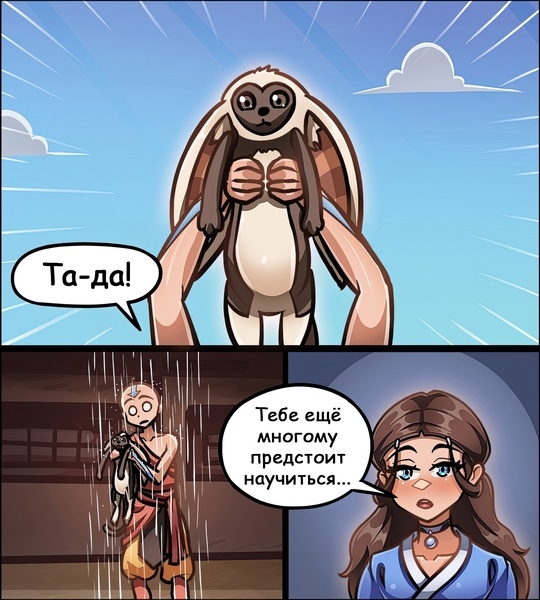 Та-да!
Тебе ещё
многому
предстоит
научиться...